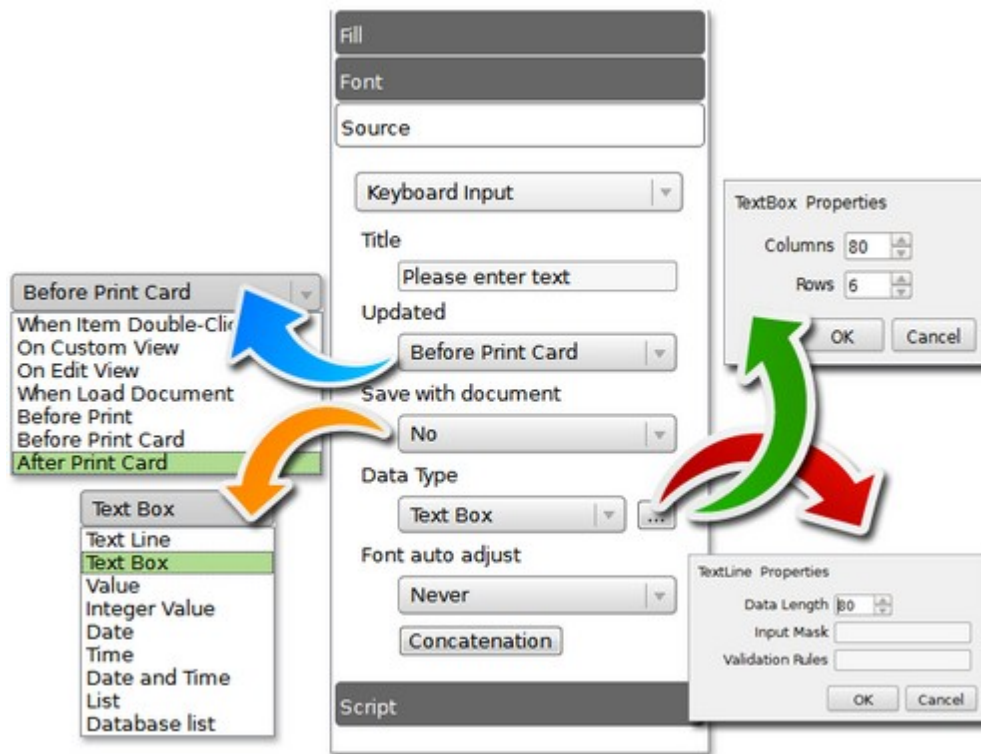 Fill
Font
Source
Keyboard Input
Title
Please enter text
Updated
Before Print Card
Save with document
No
Data Type
Text Box
...
Font auto adjust
Never
Concatenation
Script
Before Print Card
When Item Double-Clic
On Custom View
On Edit View
When Load Document
Before Print
Before Print Card
After Print Card
Text Box
Text Line
Text Box
Value
Integer Value
Date
Time
Date and Time
List
Database list
TextBox Properties
Columns 80
Rows 6
OK Cancel
TextLine Properties
Data Length 80
Input Mask
Validation Rules
OK Cancel